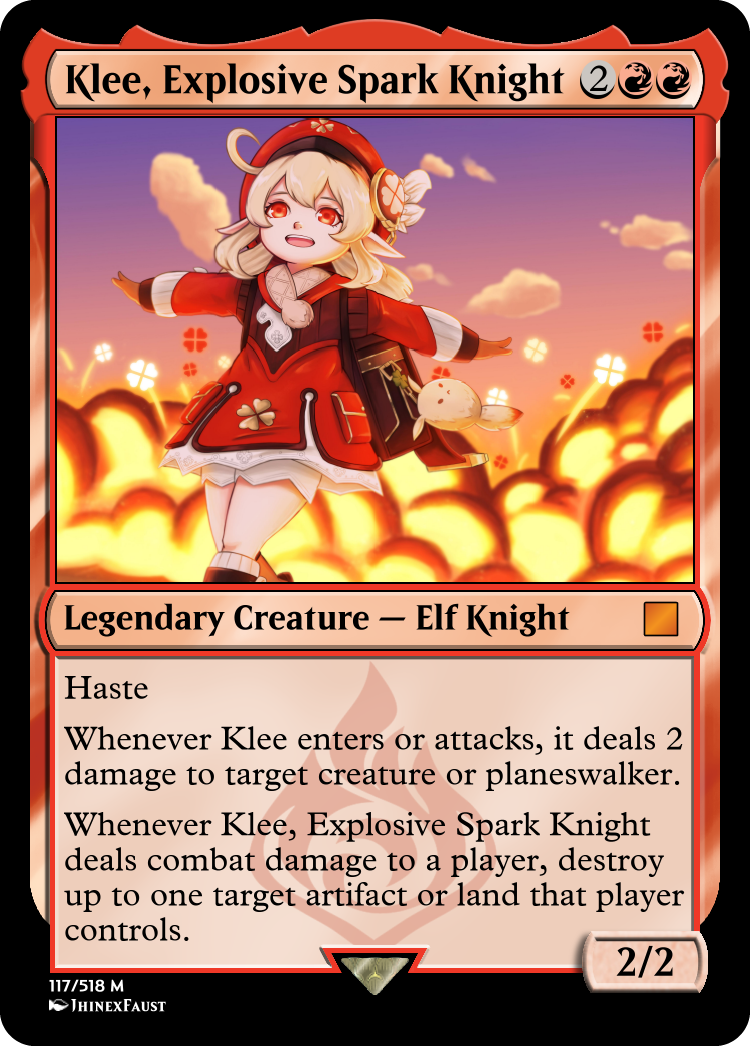 Klee, Explosive Spark Knight 2
Legendary Creature — Elf Knight
Haste
Whenever Klee enters or attacks, it deals 2
damage to target creature or planeswalker.
Whenever Klee, Explosive Spark Knight
deals combat damage to a player, destroy
up to one target artifact or land that player
controls.
2/2
117/518 M
JhinexFaust